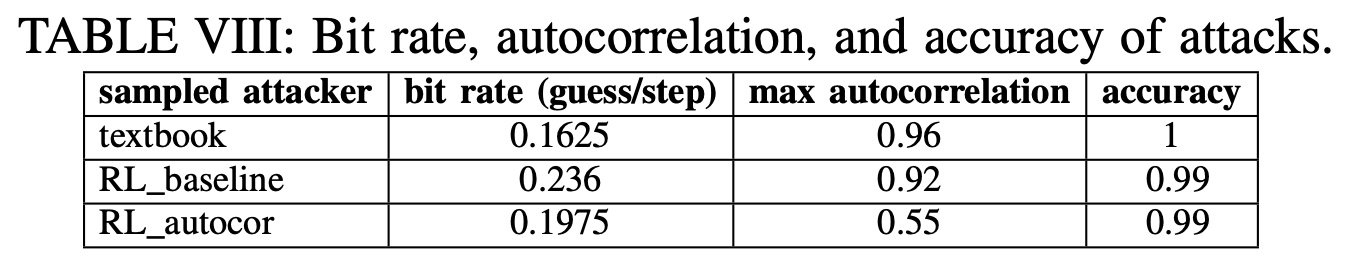 TABLE VIII: Bit rate, autocorrelation, and accuracy of attacks.
sampled attacker bit rate (guess/step) max autocorrelation accuracy
textbook 0.1625 0.96 1
RL_baseline 0.236 0.92 0.99
RL_autocor 0.1975 0.55 0.99